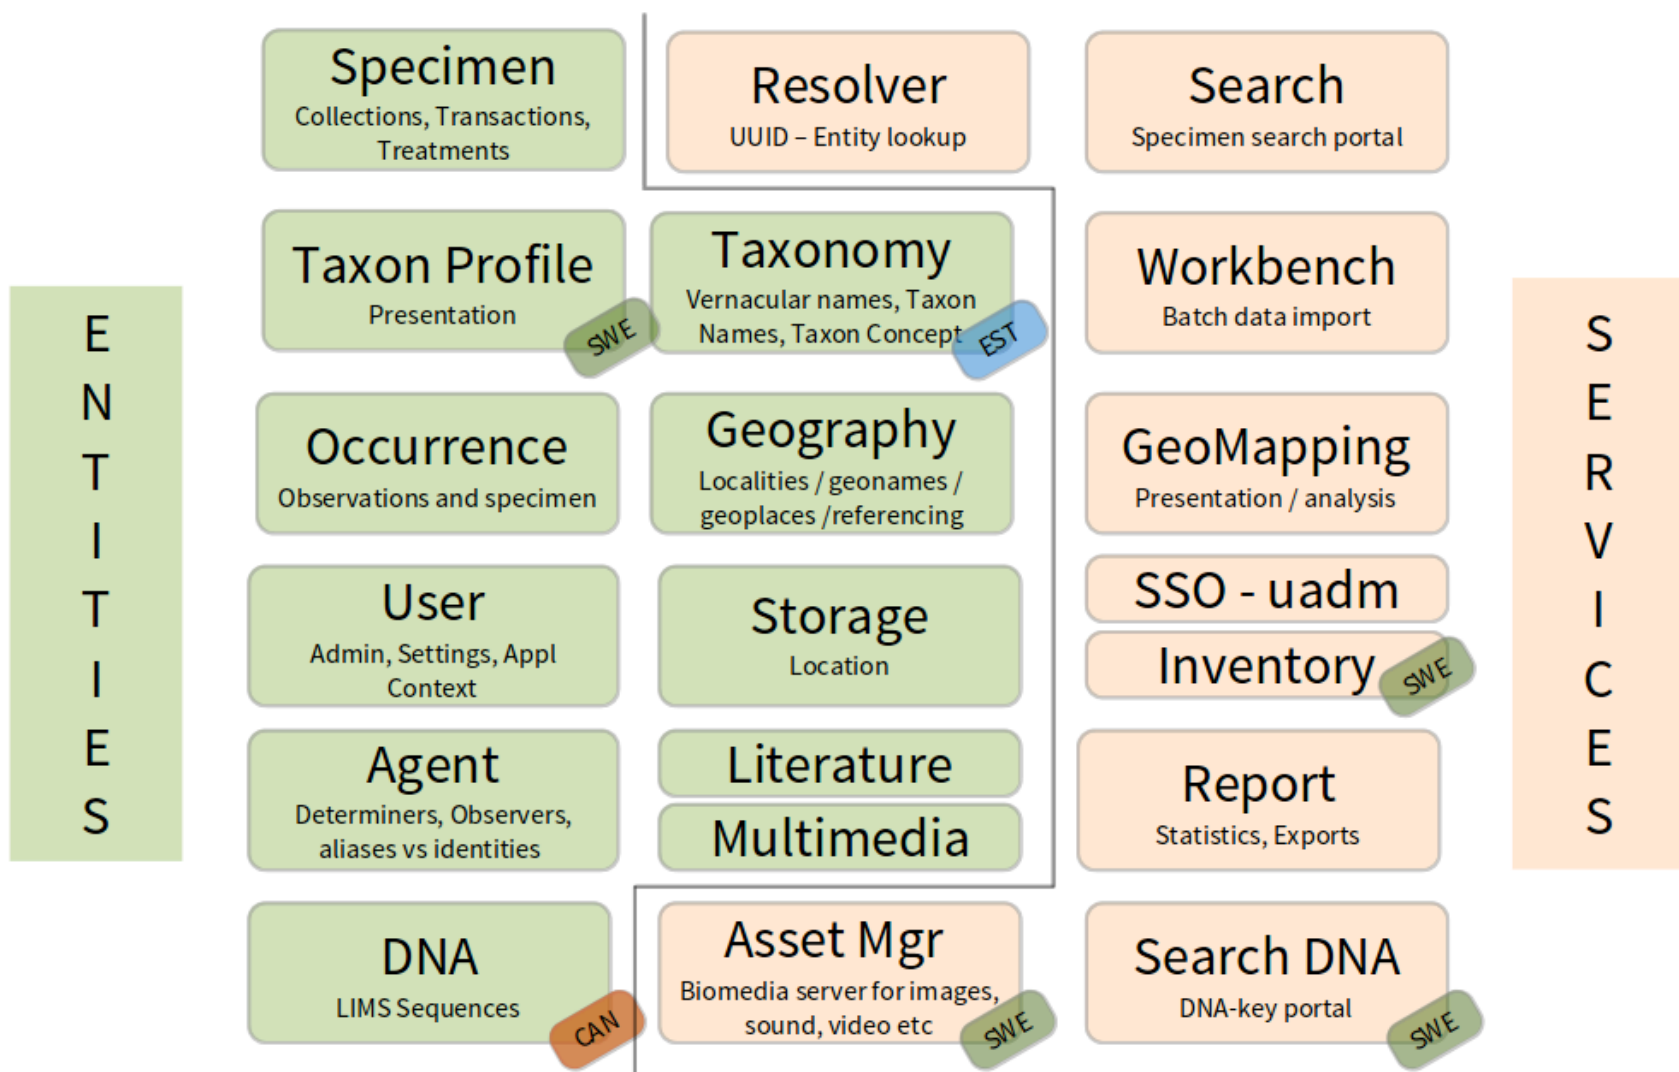 Specimen
Collections, Transactions,
Treatments
Resolver
UUID – Entity lookup
Search
Specimen search portal
Taxon Profile
Presentation
SWE
Taxonomy
Vernacular names, Taxon
Names, Taxon Concept
EST
Workbench
Batch data import
ENTITIES
SERVICES
Occurrence
Observations and specimen
Geography
Localities / geonames /
geoplaces /referencing
GeoMapping
Presentation / analysis
User
Admin, Settings, Appl
Context
Storage
Location
SSO - uadm
Inventory
SWE
Agent
Determiners, Observers,
aliases vs identities
Literature
Multimedia
Report
Statistics, Exports
DNA
LIMS Sequences
CAN
Asset Mgr
Biomedia server for images,
sound, video etc
SWE
Search DNA
DNA-key portal
SWE